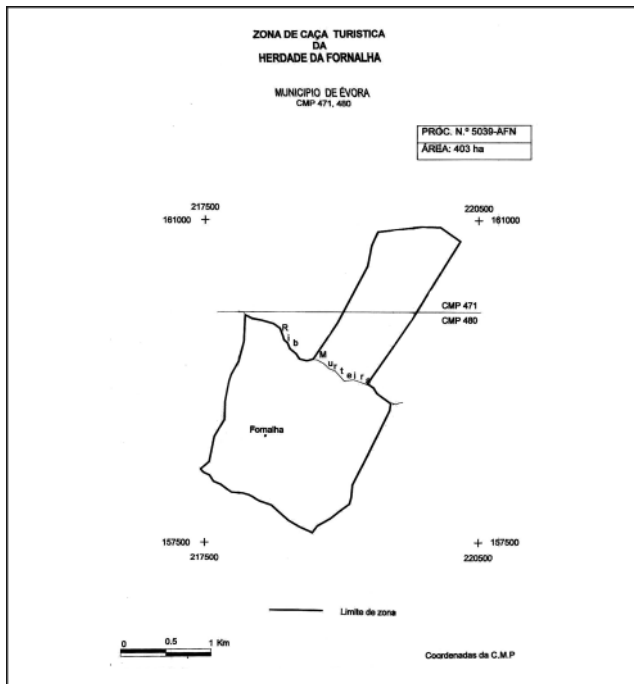 ZONA DE CAÇA TURISTICA
DA
HERDADE DA FORNALHA
MUNICIPIO DE ÉVORA
CMP 471, 480
PROC. N.º 5039-AFN
ÁREA: 403 ha
217500
161000
220500
161000
CMP 471
CMP 480
Rib Murteira
Fornalha
157500
217500
157500
220500
Limite de zona
0 0.5 1 Km
Coordenadas da C.M.P